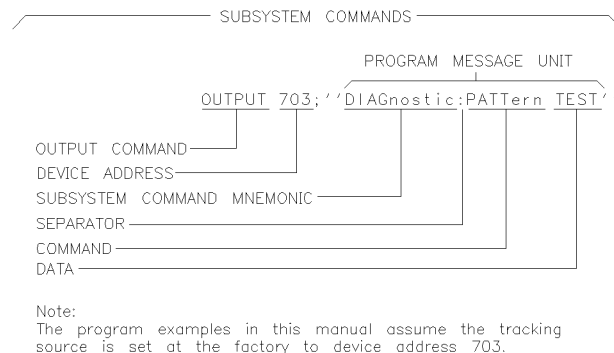 SUBSYSTEM COMMANDS
PROGRAM MESSAGE UNIT
OUTPUT 703;''DIAGnostic:PATTern TEST'
OUTPUT COMMAND
DEVICE ADDRESS
SUBSYSTEM COMMAND MNEMONIC
SEPARATOR
COMMAND
DATA
Note:
The program examples in this manual assume the tracking
source is set at the factory to device address 703.